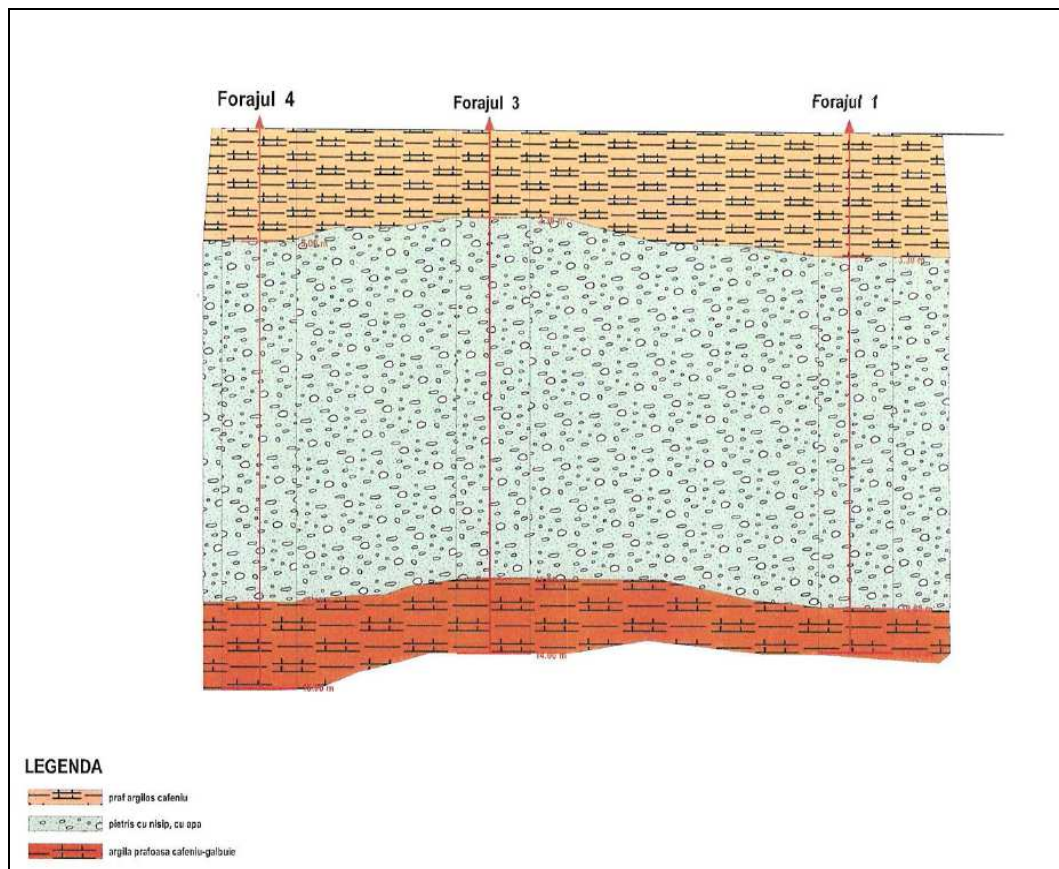 Forajul 4
Forajul 3
Forajul 1
14.00 m
LEGENDA
praf argilos cafeniu
pietris cu nisip, cu apa
argila prafoasa cafeniu-galbuie